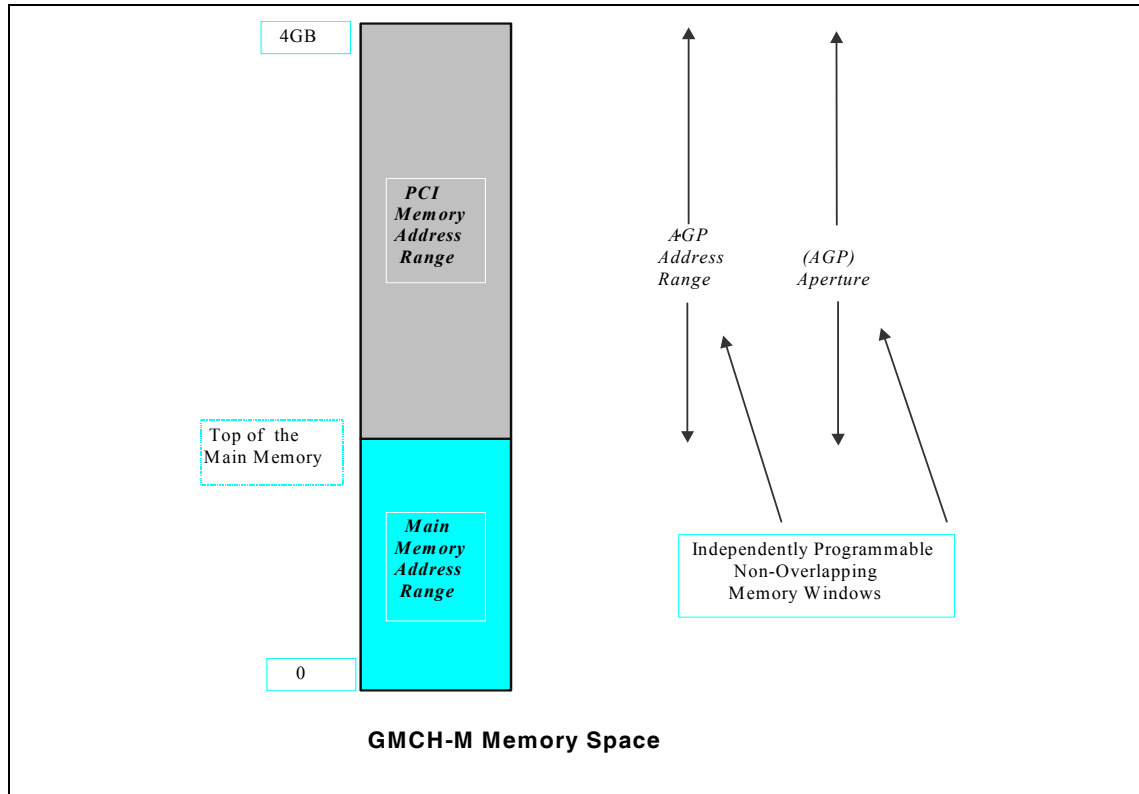 4GB
PCI
Memory
Address
Range
AGP
Address
Range
(AGP)
Aperture
Top of the
Main Memory
Main
Memory
Address
Range
Independently Programmable
Non-Overlapping
Memory Windows
0
GMCH-M Memory Space